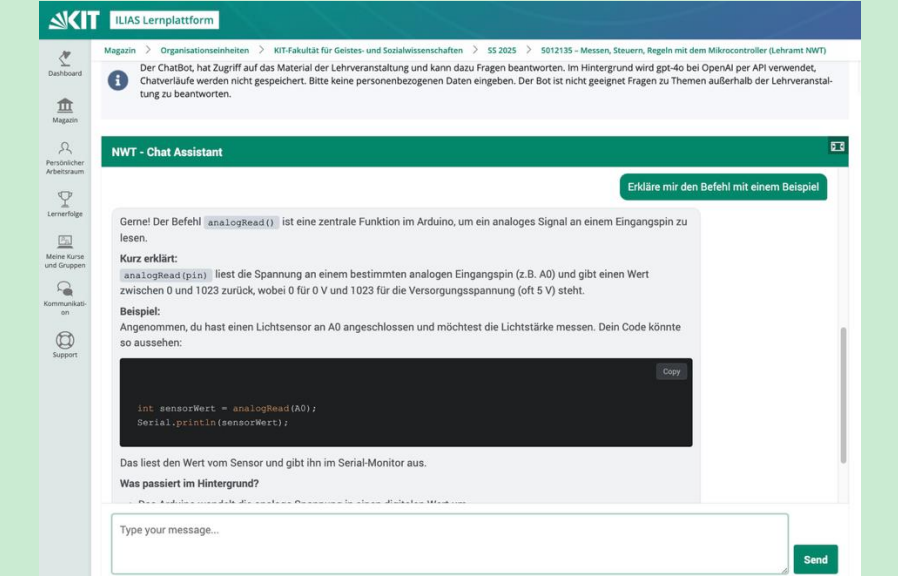 KIT
ILIAS Lernplattform
Magazin > Organisationseinheiten > KIT-Fakultät für Geistes- und Sozialwissenschaften > SS 2025 > 5012135 – Messen, Steuern, Regeln mit dem Mikrocontroller (Lehramt NWT)
Dashboard
Magazin
Persönlicher
Arbeitsraum
Lernerfolge
Meine Kurse
und Gruppen
Kommunikati-
on
Support
Der ChatBot, hat Zugriff auf das Material der Lehrveranstaltung und kann dazu Fragen beantworten. Im Hintergrund wird gpt-4o bei OpenAI per API verwendet,
Chatverläufe werden nicht gespeichert. Bitte keine personenbezogenen Daten eingeben. Der Bot ist nicht geeignet Fragen zu Themen außerhalb der Lehrveranstal-
tung zu beantworten.
NWT - Chat Assistant
Erkläre mir den Befehl mit einem Beispiel
Gerne! Der Befehl analogRead() ist eine zentrale Funktion im Arduino, um ein analoges Signal an einem Eingangspin zu
lesen.
Kurz erklärt:
analogRead(pin) liest die Spannung an einem bestimmten analogen Eingangspin (z.B. A0) und gibt einen Wert
zwischen 0 und 1023 zurück, wobei 0 für 0 V und 1023 für die Versorgungsspannung (oft 5 V) steht.
Beispiel:
Angenommen, du hast einen Lichtsensor an A0 angeschlossen und möchtest die Lichtstärke messen. Dein Code könnte
so aussehen:
Copy
int sensorWert = analogRead(A0);
Serial.println(sensorWert);
Das liest den Wert vom Sensor und gibt ihn im Serial-Monitor aus.
Was passiert im Hintergrund?
Type your message...
Send